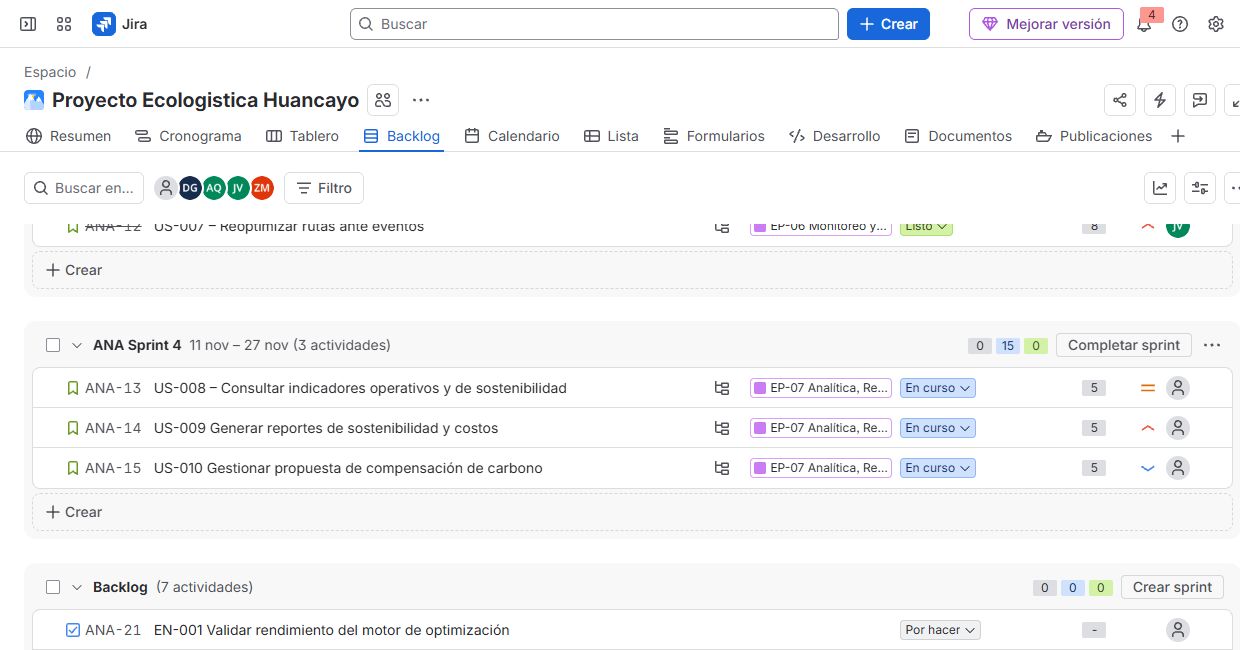 Jira
Buscar
Crear
Mejorar versión
4
Espacio /
Proyecto Ecologistica Huancayo
Resumen Cronograma Tablero Backlog Calendario Lista Formularios Desarrollo Documentos Publicaciones
Buscar en... DG AQ JV ZM Filtro
ANA-12 US-007 – Reoptimizar rutas ante eventos EP-06 Monitoreo y... Listo 8 JV
Crear
ANA Sprint 4 11 nov – 27 nov (3 actividades) 0 15 0 Completar sprint
ANA-13 US-008 – Consultar indicadores operativos y de sostenibilidad EP-07 Analítica, Re... En curso 5
ANA-14 US-009 Generar reportes de sostenibilidad y costos EP-07 Analítica, Re... En curso 5
ANA-15 US-010 Gestionar propuesta de compensación de carbono EP-07 Analítica, Re... En curso 5
Crear
Backlog (7 actividades) 0 0 0 Crear sprint
ANA-21 EN-001 Validar rendimiento del motor de optimización Por hacer -